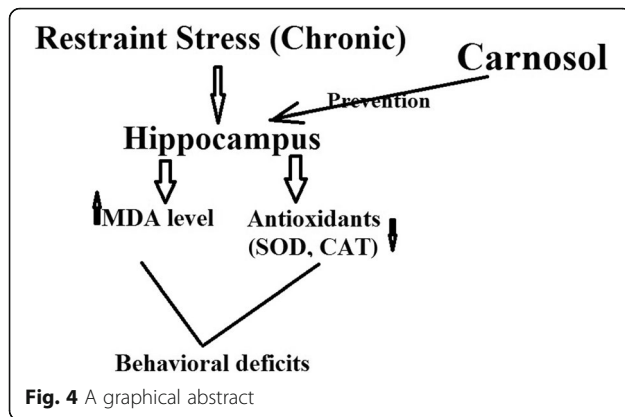 Restraint Stress (Chronic)
Carnosol
Prevention
Hippocampus
MDA level
Antioxidants
(SOD, CAT)
Behavioral deficits
Fig. 4 A graphical abstract